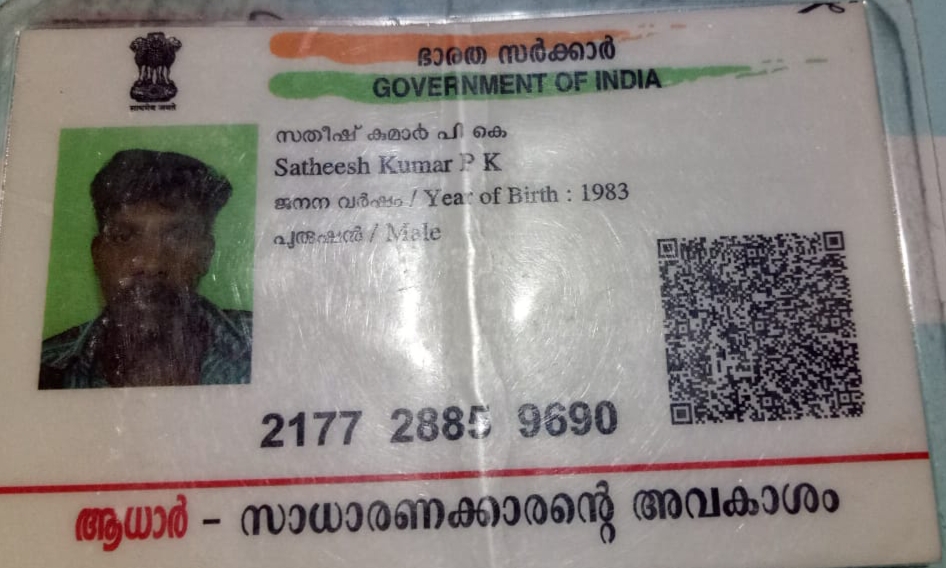 सत्यमेव जयते
ഭാരത സർക്കാർ
GOVERNMENT OF INDIA
സതീഷ് കുമാർ പി കെ
Satheesh Kumar P K
ജനന വർഷം / Year of Birth : 1983
പുരുഷൻ / Male
2177 2885 9690
ആധാർ - സാധാരണക്കാരന്റെ അവകാശം